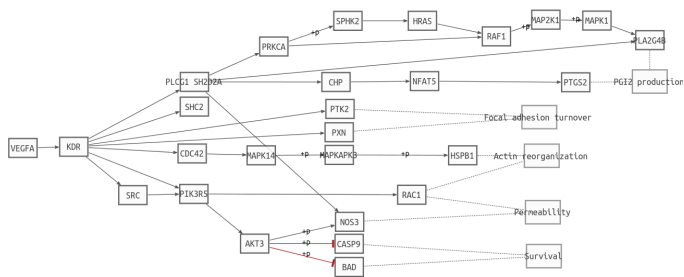 SPHK2
HRAS
MAP2K1
MAPK1
+p
+p
+p
PRKCA
RAF1
PLA2G4B
PLCG1 SH2D2A
CHP
NFAT5
PTGS2
PGI2 production
SHC2
PTK2
Focal adhesion turnover
PXN
VEGFA
KDR
CDC42
MAPK14
+p
MAPKAPK3
+p
HSPB1
Actin reorganization
SRC
PIK3R5
RAC1
Permeability
NOS3
+p
AKT3
+p
CASP9
+p
BAD
Survival